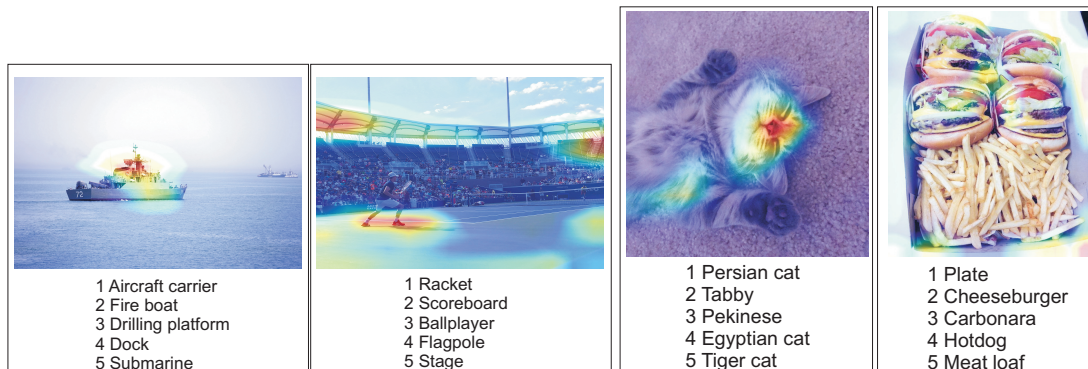 72
1 Aircraft carrier
2 Fire boat
3 Drilling platform
4 Dock
5 Submarine
1 Racket
2 Scoreboard
3 Ballplayer
4 Flagpole
5 Stage
1 Persian cat
2 Tabby
3 Pekinese
4 Egyptian cat
5 Tiger cat
1 Plate
2 Cheeseburger
3 Carbonara
4 Hotdog
5 Meat loaf